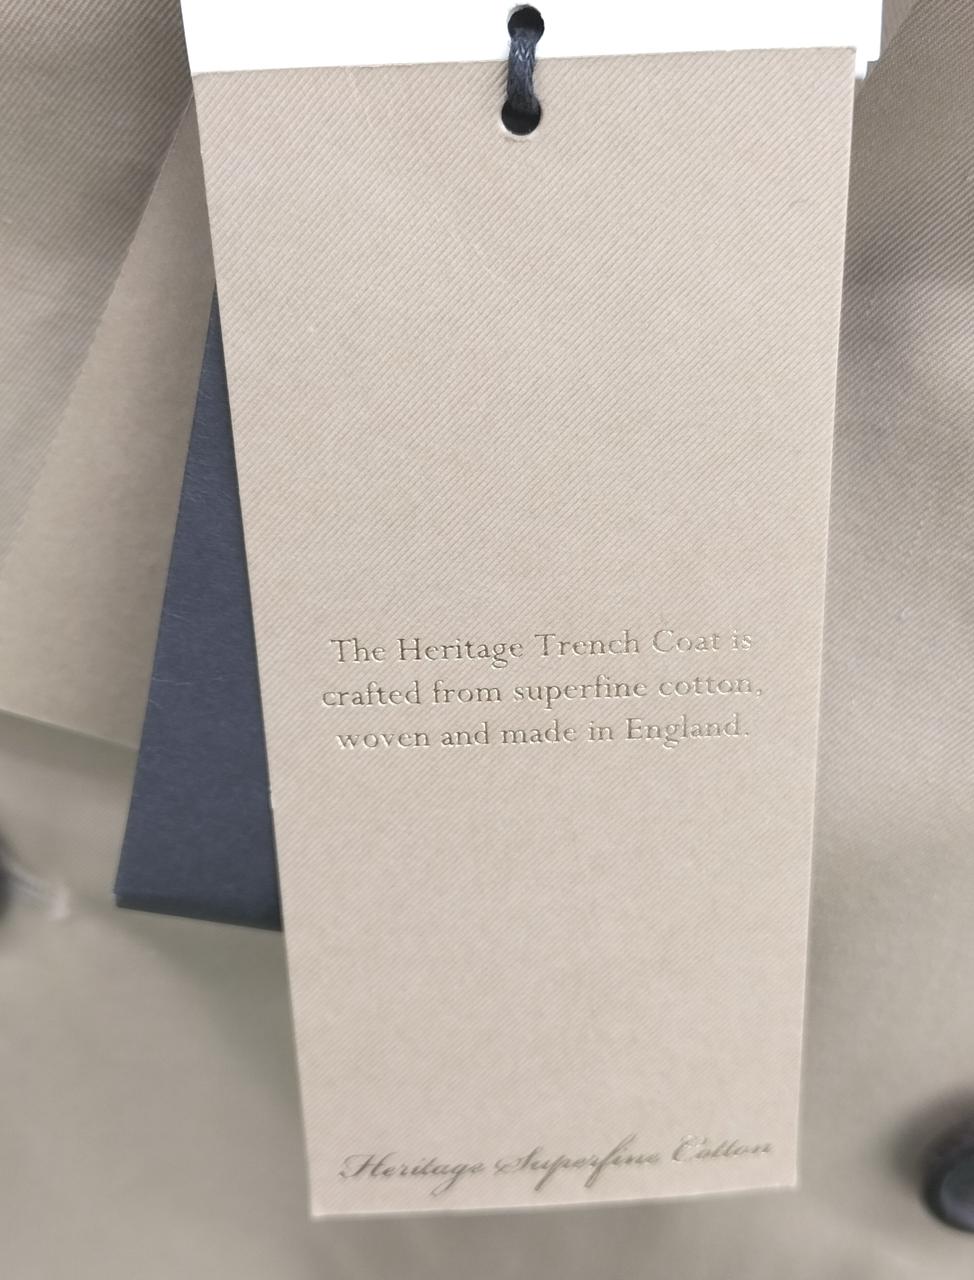 The Heritage Trench Coat is
crafted from superfine cotton,
woven and made in England.
Heritage Superfine Cotton